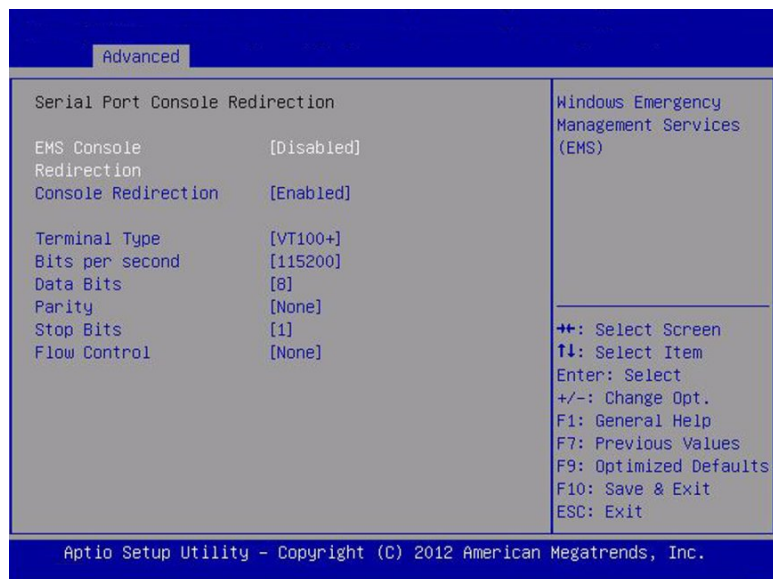 Advanced
Serial Port Console Redirection
EMS Console [Disabled]
Redirection
Console Redirection [Enabled]
Terminal Type [VT100+]
Bits per second [115200]
Data Bits [8]
Parity [None]
Stop Bits [1]
Flow Control [None]
Windows Emergency
Management Services
(EMS)
→←: Select Screen
↑↓: Select Item
Enter: Select
+/-: Change Opt.
F1: General Help
F7: Previous Values
F9: Optimized Defaults
F10: Save & Exit
ESC: Exit
Aptio Setup Utility - Copyright (C) 2012 American Megatrends, Inc.